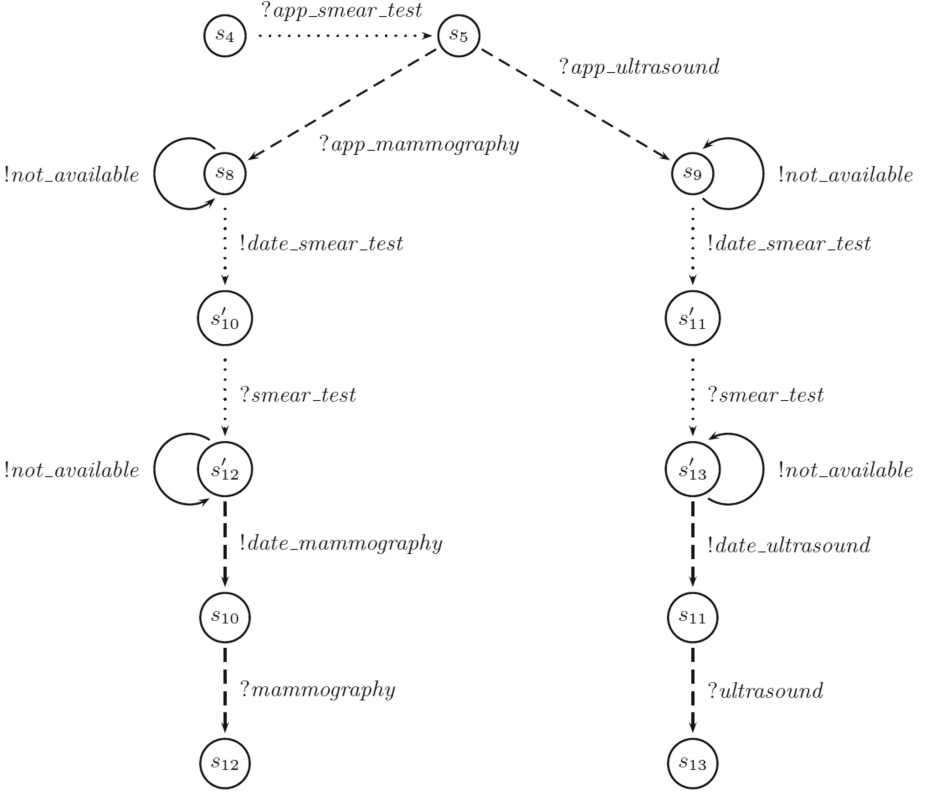 ?app_smear_test
s4
s5
?app_ultrasound
?app_mammography
!not_available
s8
s9
!not_available
!date_smear_test
!date_smear_test
s′10
s′11
?smear_test
?smear_test
!not_available
s′12
s′13
!not_available
!date_mammography
!date_ultrasound
s10
s11
?mammography
?ultrasound
s12
s13